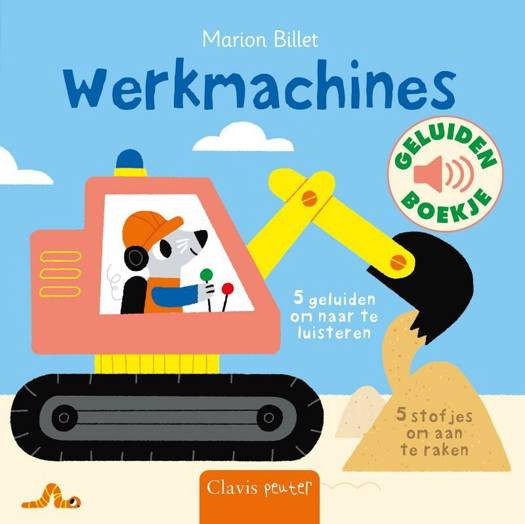 Marion Billet
werkmachines
GELUIDEN
BOEKJE
5 geluiden
om naar te
luisteren
5 stofjes
om aan
te raken
Clavis peuter